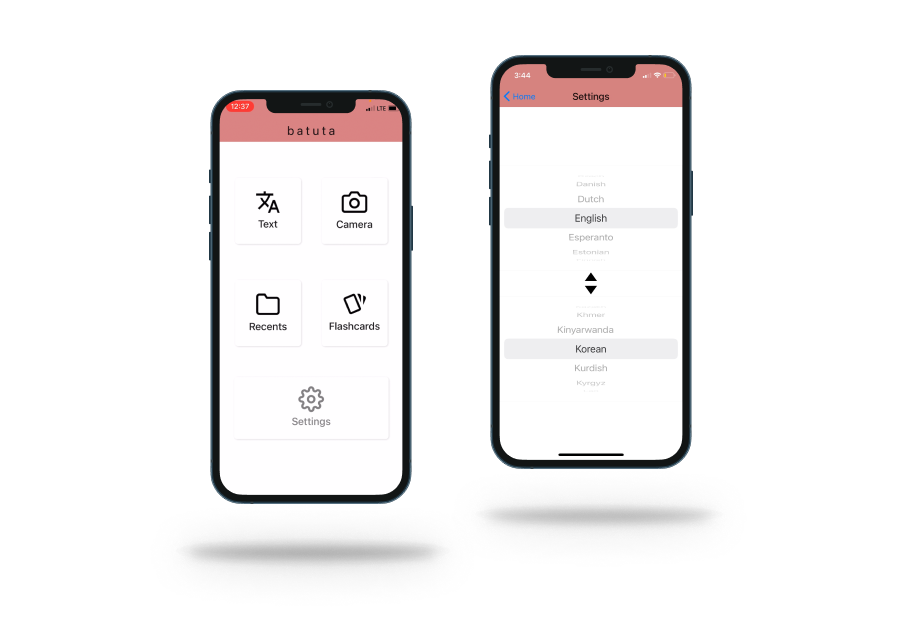 12:37
LTE
batuta
Text
Camera
Recents
Flashcards
Settings
3:44
Home
Settings
Danish
Dutch
English
Esperanto
Estonian
Khmer
Kinyarwanda
Korean
Kurdish
Kyrgyz